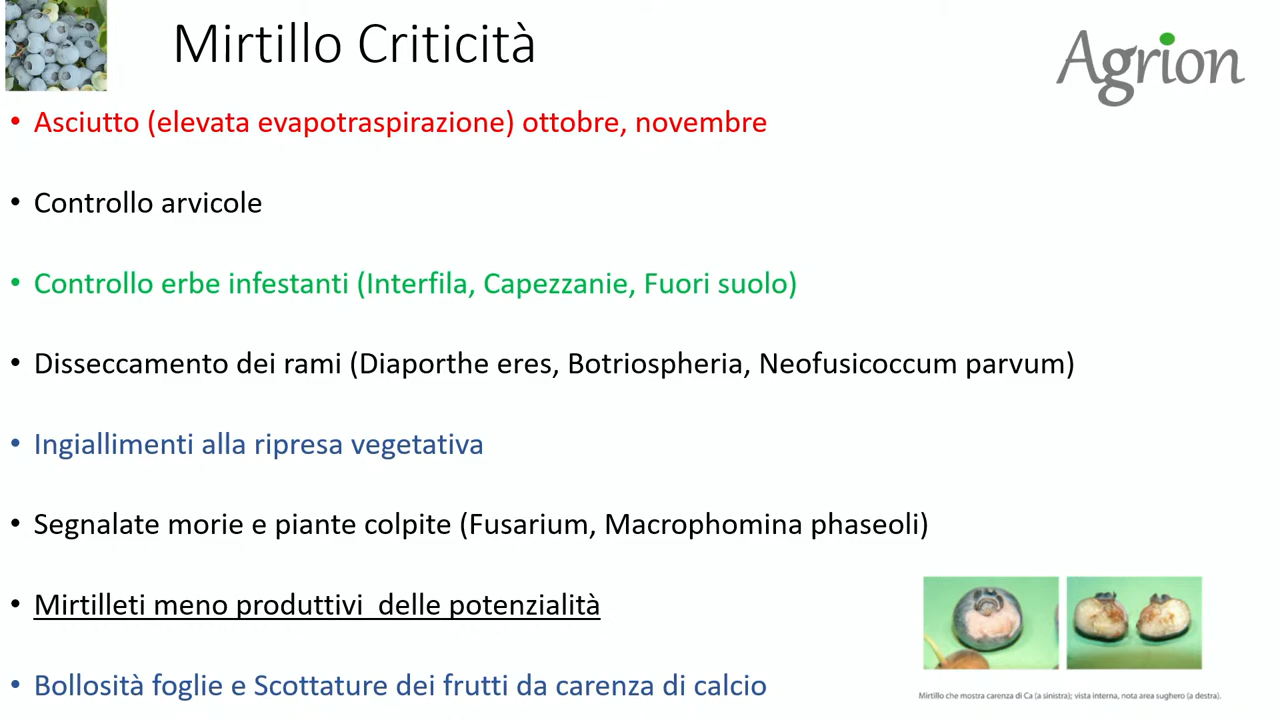 Mirtillo Criticità
Agrion
• Asciutto (elevata evapotraspirazione) ottobre, novembre
• Controllo arvicole
• Controllo erbe infestanti (Interfila, Capezzanie, Fuori suolo)
• Disseccamento dei rami (Diaporthe eres, Botriospheria, Neofusicoccum parvum)
• Ingiallimenti alla ripresa vegetativa
• Segnalate morie e piante colpite (Fusarium, Macrophomina phaseoli)
• Mirtilleti meno produttivi  delle potenzialità
• Bollosità foglie e Scottature dei frutti da carenza di calcio
Mirtillo che mostra carenza di Ca (a sinistra); vista interna, nota area sughero (a destra).